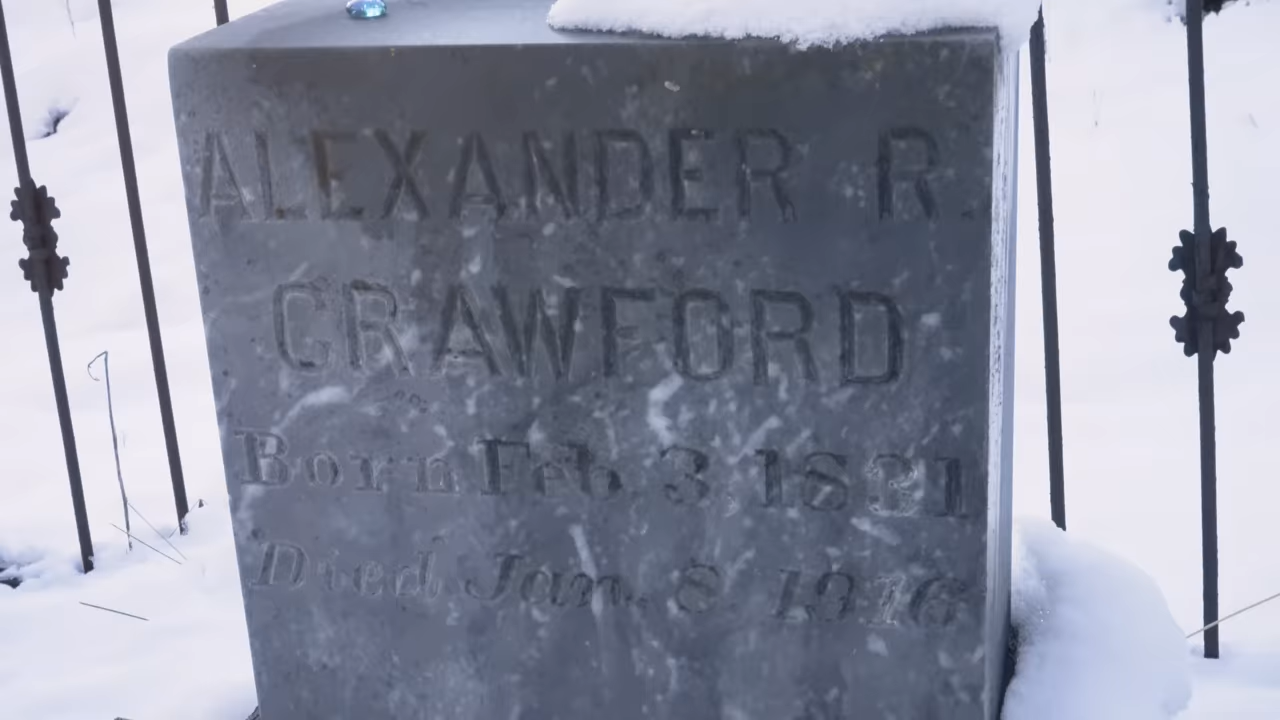 ALEXANDER R.
CRAWFORD
Born Feb. 3, 1831
Died Jan. 8, 1916